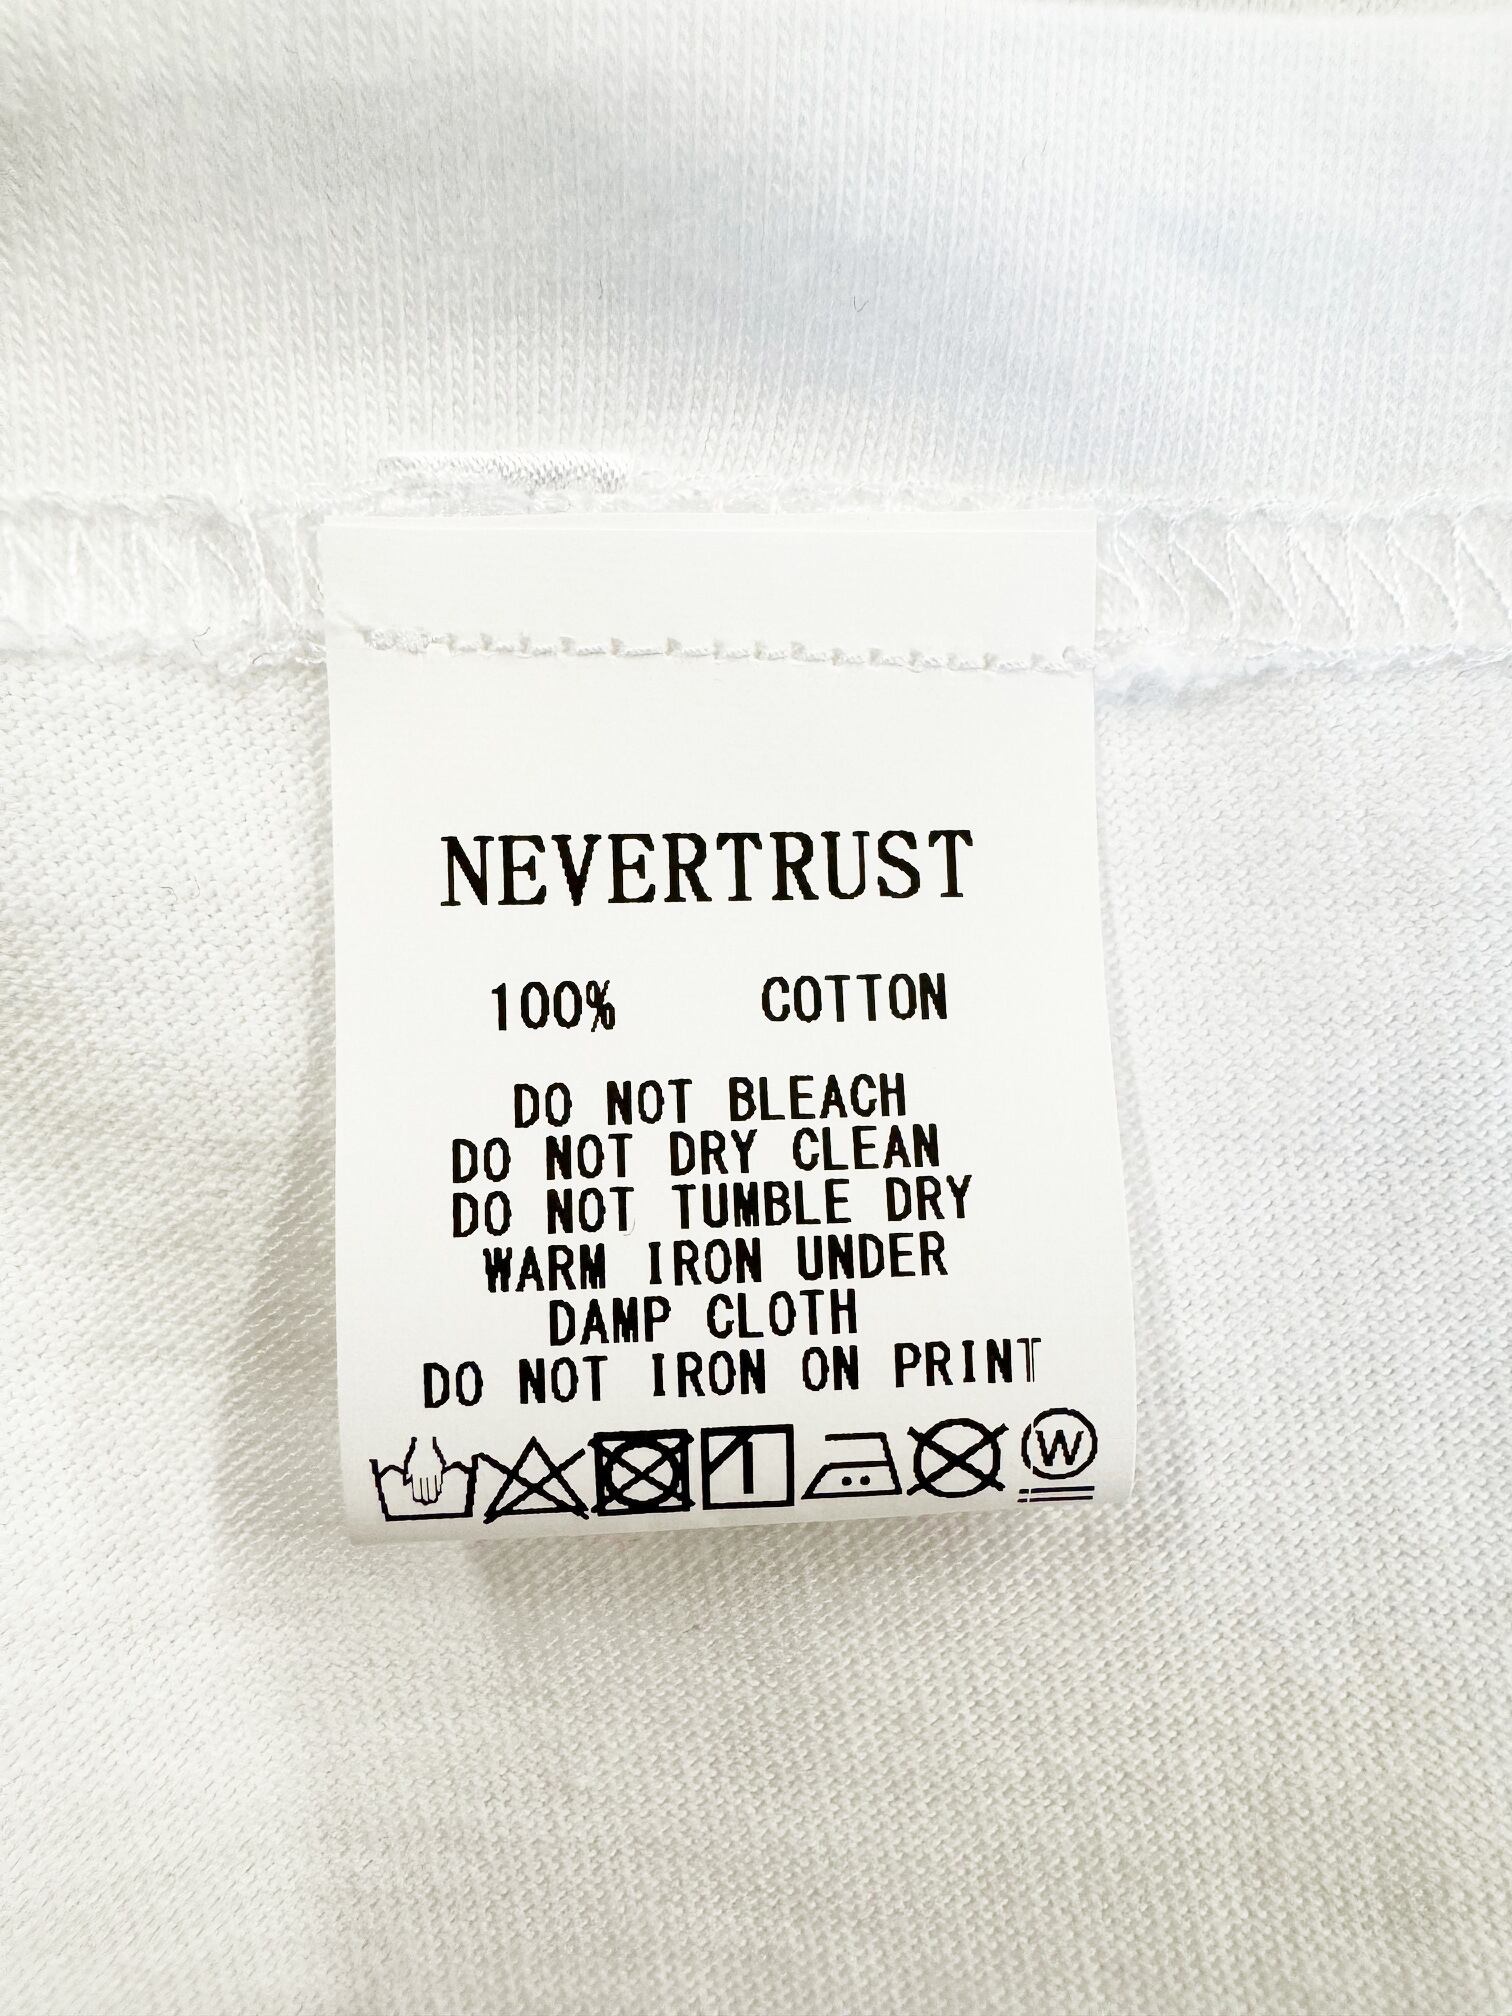 NEVERTRUST
100% COTTON
DO NOT BLEACH
DO NOT DRY CLEAN
DO NOT TUMBLE DRY
WARM IRON UNDER
DAMP CLOTH
DO NOT IRON ON PRINT
W